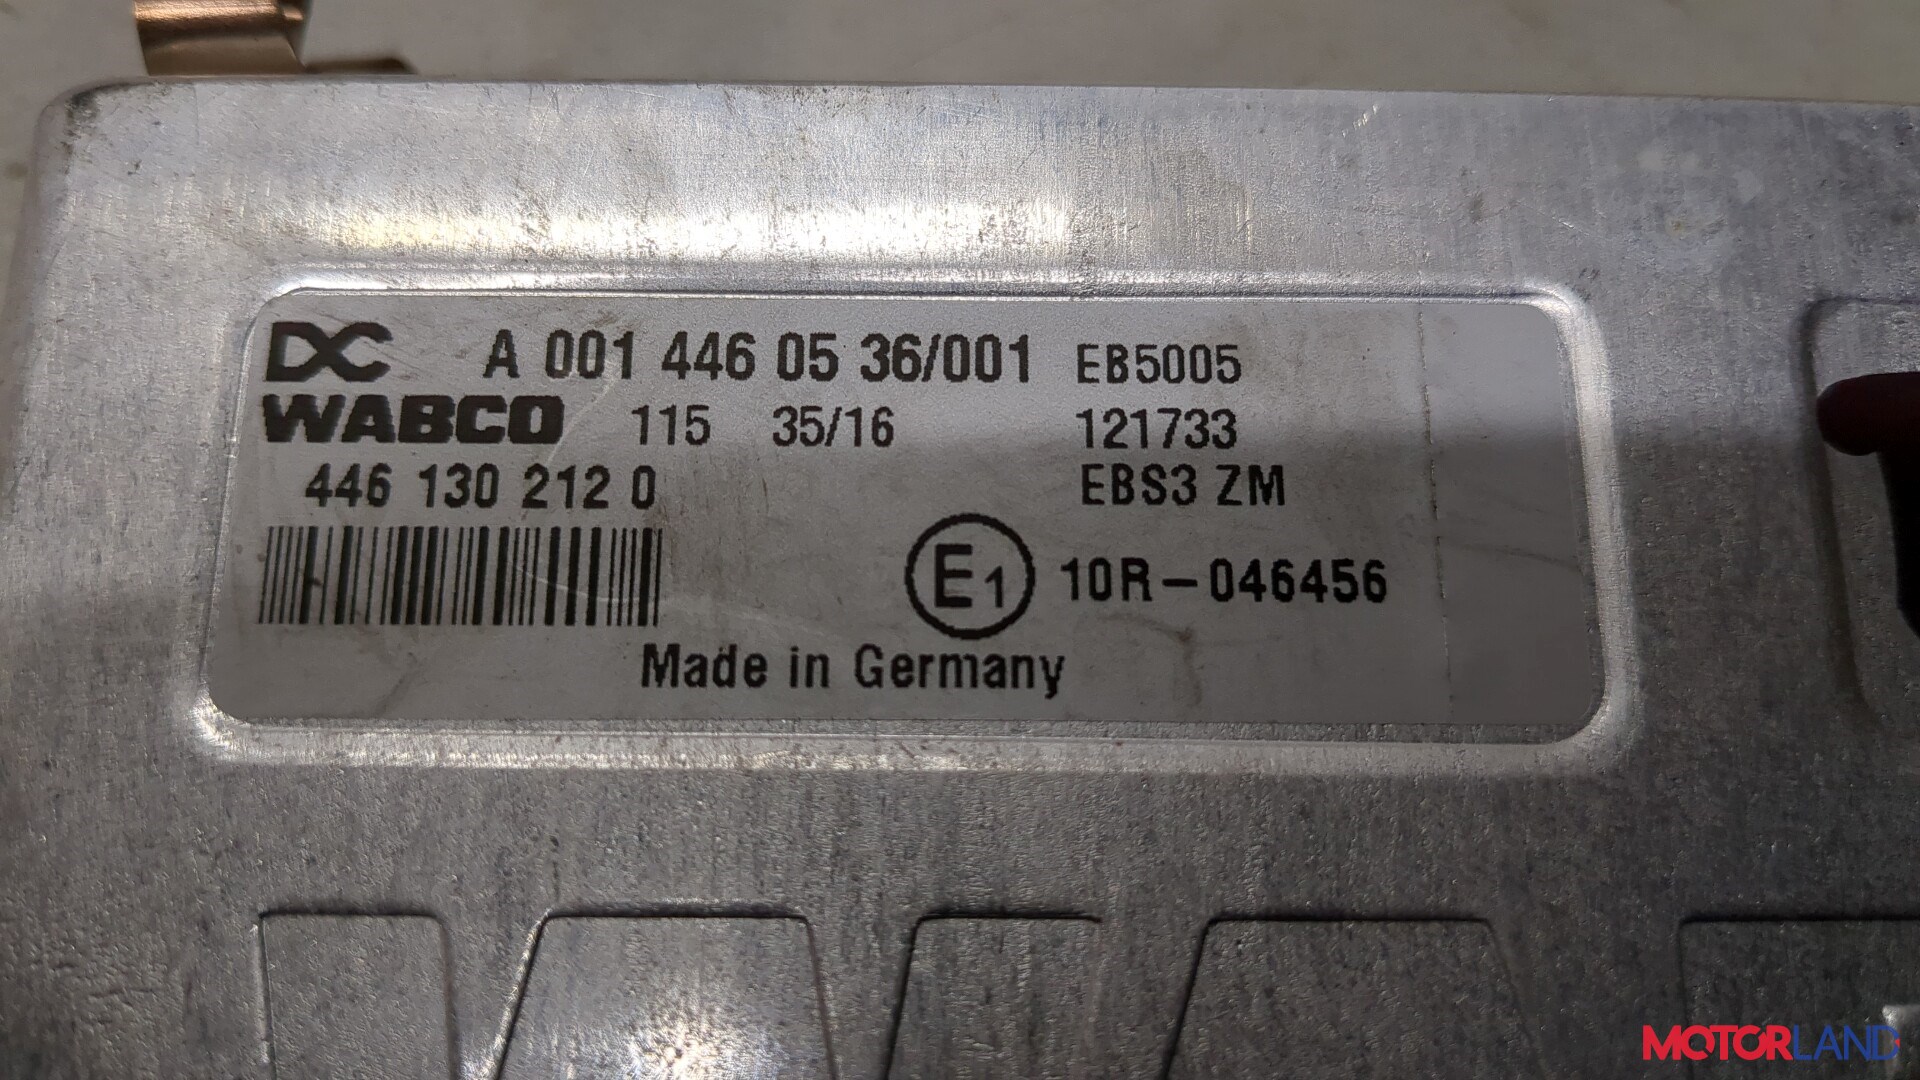 DC A 001 446 05 36/001 EB5005
WABCO 115 35/16 121733
446 130 212 0 EBS3 ZM
E1 10R-046456
Made in Germany
MOTORLAND